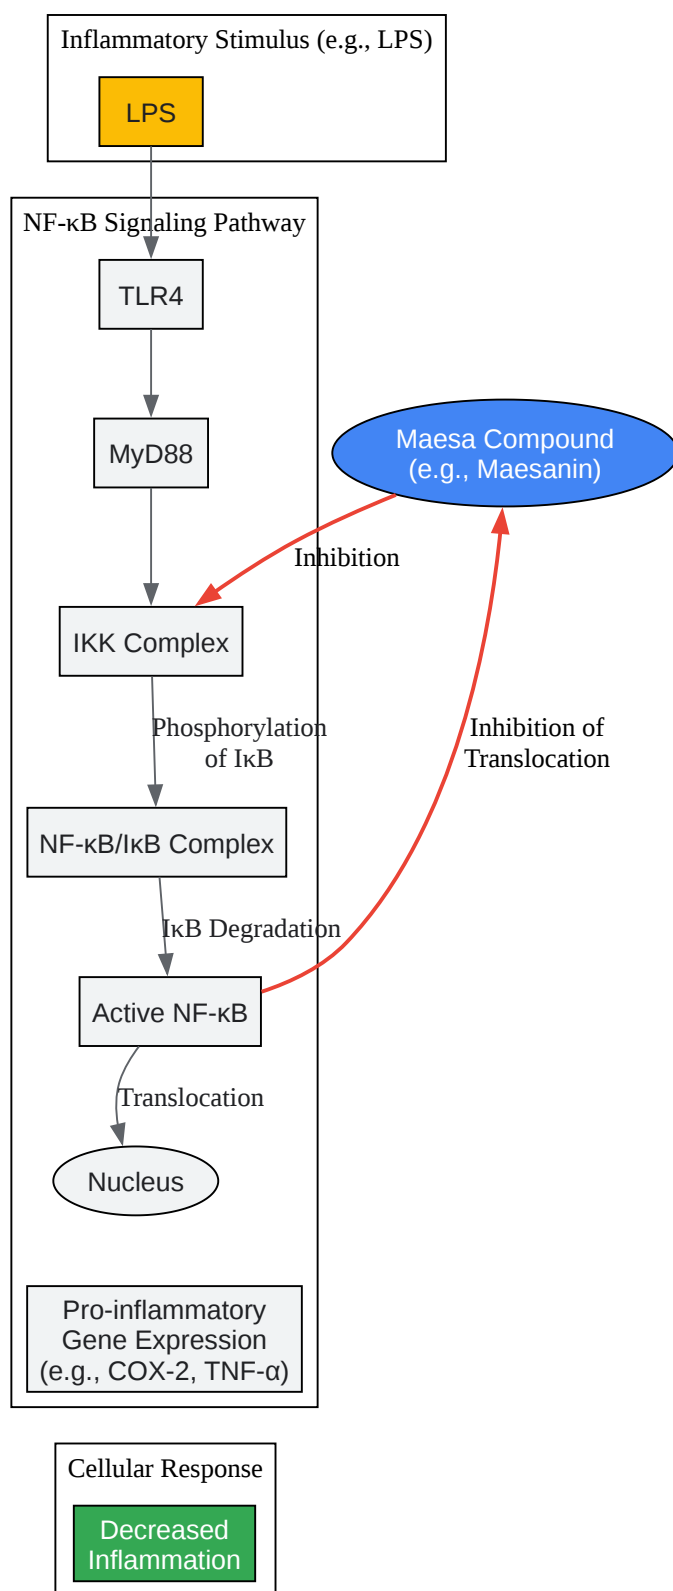 Inflammatory Stimulus (e.g., LPS)
LPS
NF-κB Signaling Pathway
TLR4
MyD88
Maesa Compound
(e.g., Maesanin)
Inhibition
IKK Complex
Phosphorylation
of IκB
Inhibition of
Translocation
NF-κB/IκB Complex
IκB Degradation
Active NF-κB
Translocation
Nucleus
Pro-inflammatory
Gene Expression
(e.g., COX-2, TNF-α)
Cellular Response
Decreased
Inflammation